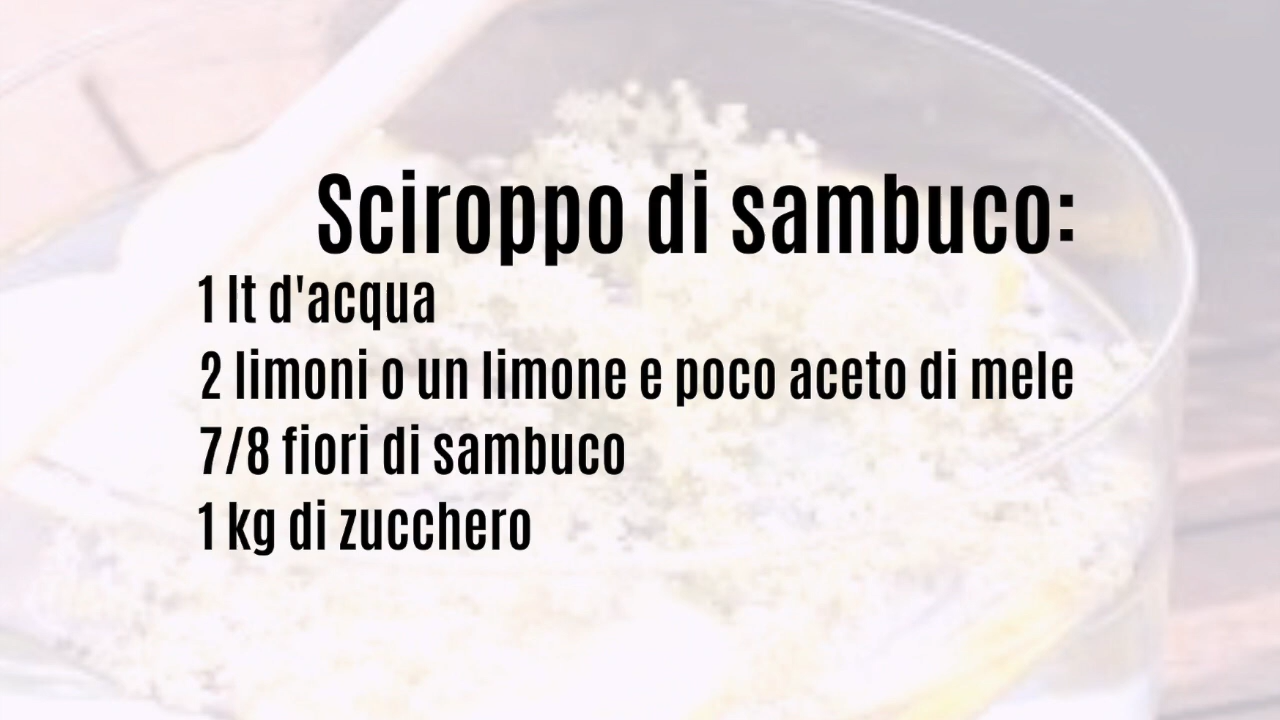 Sciroppo di sambuco:
1 lt d'acqua
2 limoni o un limone e poco aceto di mele
7/8 fiori di sambuco
1 kg di zucchero